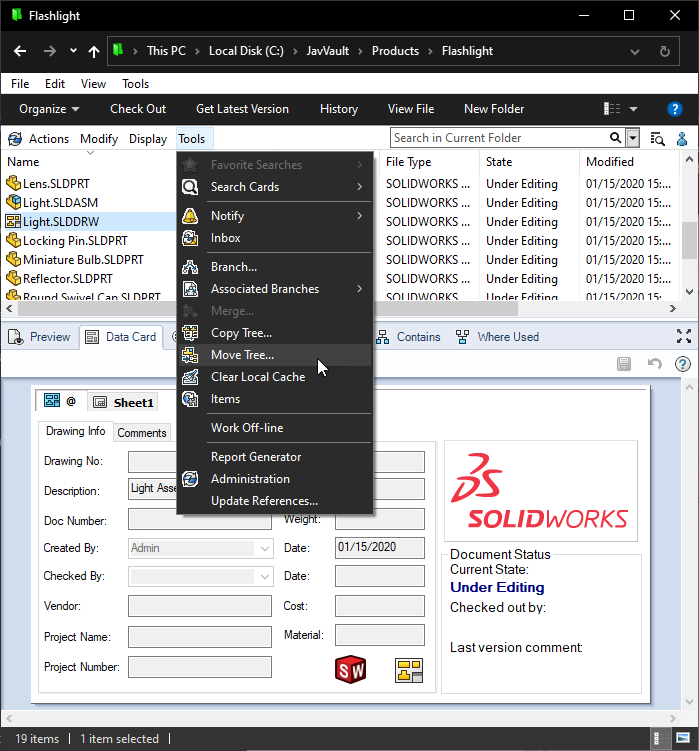 Flashlight
This PC > Local Disk (C:) > JavVault > Products > Flashlight
File Edit View Tools
Organize Check Out Get Latest Version History View File New Folder ?
Actions Modify Display Tools Search in Current Folder
Name File Type State Modified
Lens.SLDPRT SOLIDWORKS ... Under Editing 01/15/2020 15:...
Light.SLDASM SOLIDWORKS ... Under Editing 01/15/2020 15:...
Light.SLDDRW SOLIDWORKS ... Under Editing 01/15/2020 15:...
Locking Pin.SLDPRT SOLIDWORKS ... Under Editing 01/15/2020 15:...
Miniature Bulb.SLDPRT SOLIDWORKS ... Under Editing 01/15/2020 15:...
Reflector.SLDPRT SOLIDWORKS ... Under Editing 01/15/2020 15:...
Round Swivel Cap.SLDPRT SOLIDWORKS ... Under Editing 01/15/2020 15:...
Favorite Searches
Search Cards
Notify
Inbox
Branch...
Associated Branches
Merge...
Copy Tree...
Move Tree...
Clear Local Cache
Items
Work Off-line
Report Generator
Administration
Update References...
Preview Data Card Contains Where Used
?
@ Sheet1
Drawing Info Comments
Drawing No:
Description: Light Asse
Doc Number: Weight:
Created By: Admin Date: 01/15/2020
Checked By: Date:
Vendor: Cost:
Project Name: Material:
Project Number: SW
SOLIDWORKS
Document Status
Current State:
Under Editing
Checked out by:
Last version comment:
19 items 1 item selected